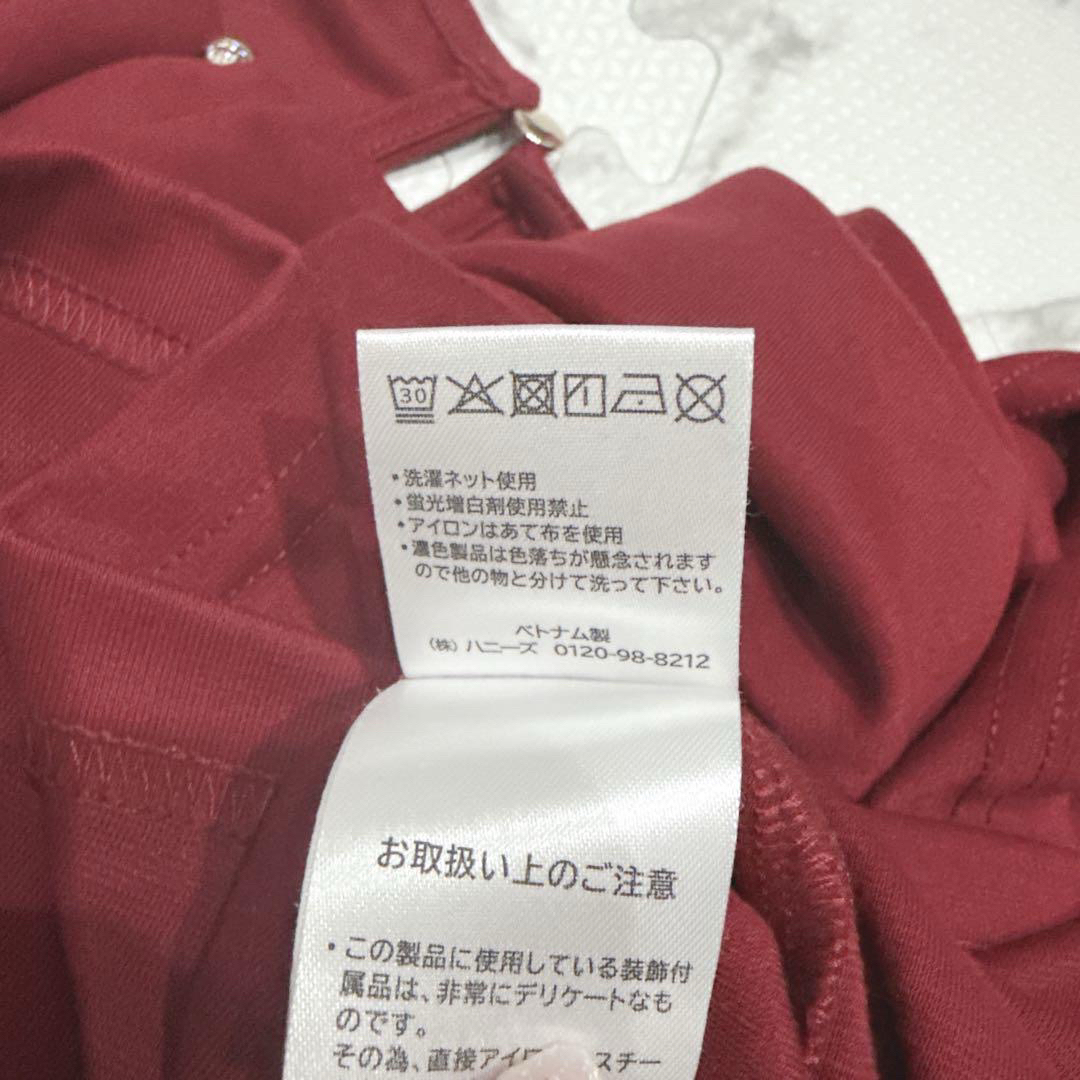 30
・洗濯ネット使用
・蛍光増白剤使用禁止
・アイロンはあて布を使用
・濃色製品は色落ちが懸念されます
ので他の物と分けて洗って下さい。
ベトナム製
(株) ハニーズ 0120-98-8212
お取扱い上のご注意
・この製品に使用している装飾付
属品は、非常にデリケートなも
のです。
その為、直接アイ スチー